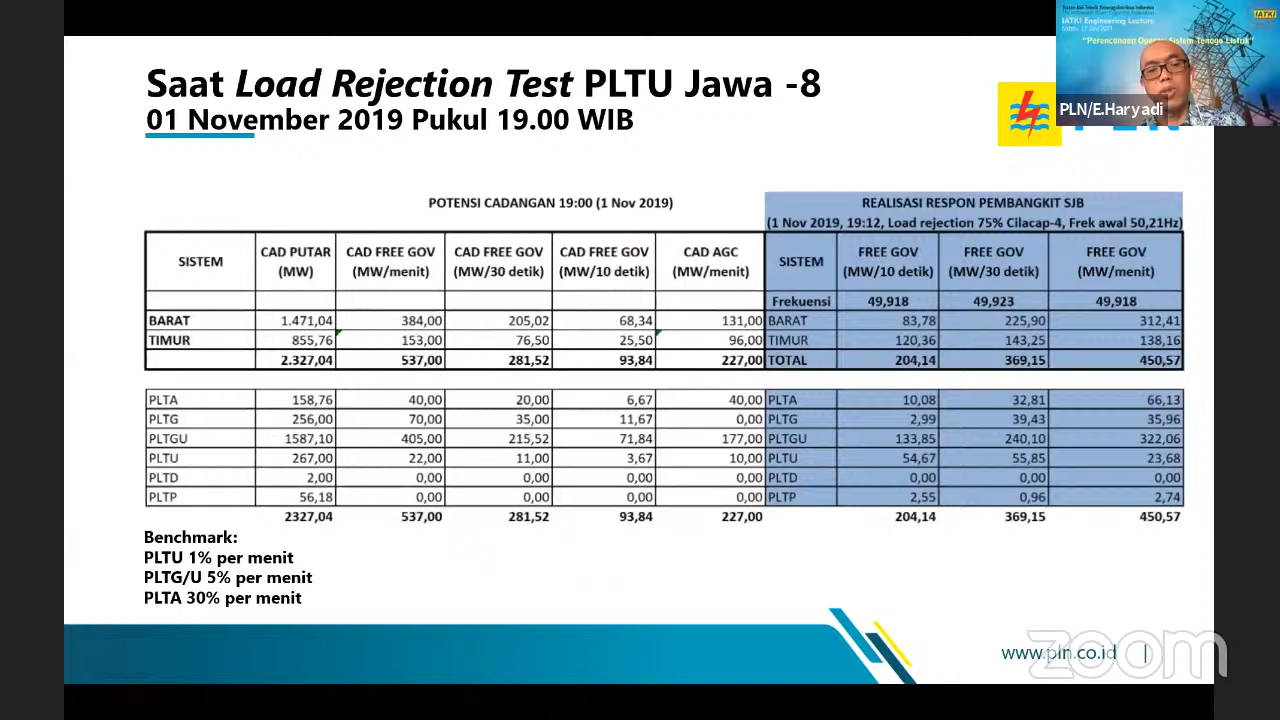 IATKI Engineering Lecture
"Perencanaan Operasi Sistem Tenaga Listrik"
IATKI
PLN/E.Haryadi
Saat Load Rejection Test PLTU Jawa -8
01 November 2019 Pukul 19.00 WIB
POTENSI CADANGAN 19:00 (1 Nov 2019) REALISASI RESPON PEMBANGKIT SJB
(1 Nov 2019, 19:12, Load rejection 75% Cilacap-4, Frek awal 50,21Hz)
SISTEM CAD PUTAR (MW) CAD FREE GOV (MW/menit) CAD FREE GOV (MW/30 detik) CAD FREE GOV (MW/10 detik) CAD AGC (MW/menit) SISTEM FREE GOV (MW/10 detik) FREE GOV (MW/30 detik) FREE GOV (MW/menit)
Frekuensi 49,918 49,923 49,918
BARAT 1.471,04 384,00 205,02 68,34 131,00 BARAT 83,78 225,90 312,41
TIMUR 855,76 153,00 76,50 25,50 96,00 TIMUR 120,36 143,25 138,16
2.327,04 537,00 281,52 93,84 227,00 TOTAL 204,14 369,15 450,57
PLTA 158,76 40,00 20,00 6,67 40,00 PLTA 10,08 32,81 66,13
PLTG 256,00 70,00 35,00 11,67 0,00 PLTG 2,99 39,43 35,96
PLTGU 1587,10 405,00 215,52 71,84 177,00 PLTGU 133,85 240,10 322,06
PLTU 267,00 22,00 11,00 3,67 10,00 PLTU 54,67 55,85 23,68
PLTD 2,00 0,00 0,00 0,00 0,00 PLTD 0,00 0,00 0,00
PLTP 56,18 0,00 0,00 0,00 0,00 PLTP 2,55 0,96 2,74
2327,04 537,00 281,52 93,84 227,00 204,14 369,15 450,57
Benchmark:
PLTU 1% per menit
PLTG/U 5% per menit
PLTA 30% per menit
www.pln.co.id |
zoom